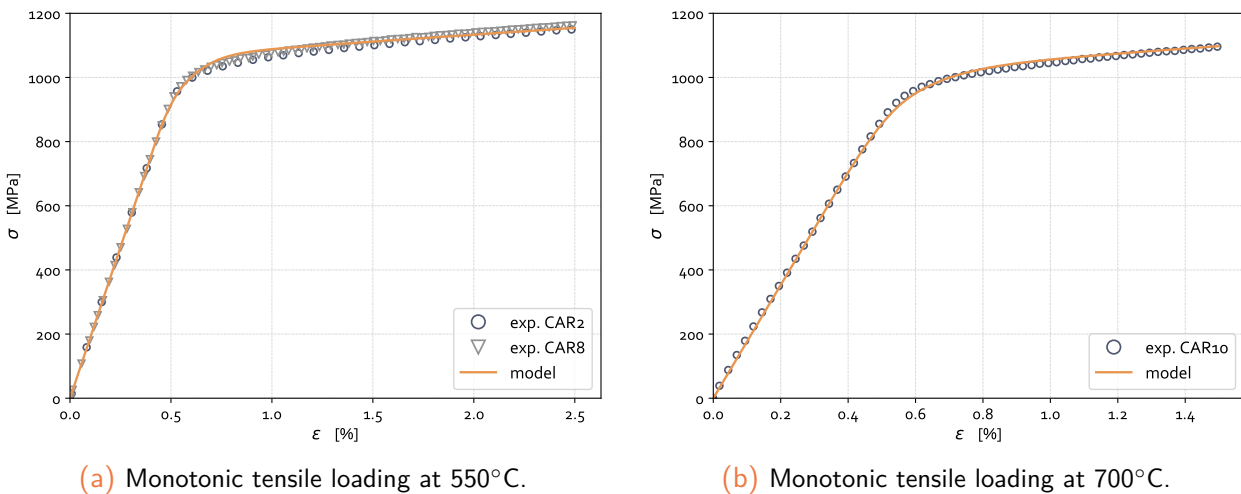 1200
1000
800
600
400
200
0
σ [MPa]
0.0 0.5 1.0 1.5 2.0 2.5
ε [%]
exp. CAR2
exp. CAR8
model
(a) Monotonic tensile loading at 550°C.
1200
1000
800
600
400
200
0
σ [MPa]
0.0 0.2 0.4 0.6 0.8 1.0 1.2 1.4
ε [%]
exp. CAR10
model
(b) Monotonic tensile loading at 700°C.